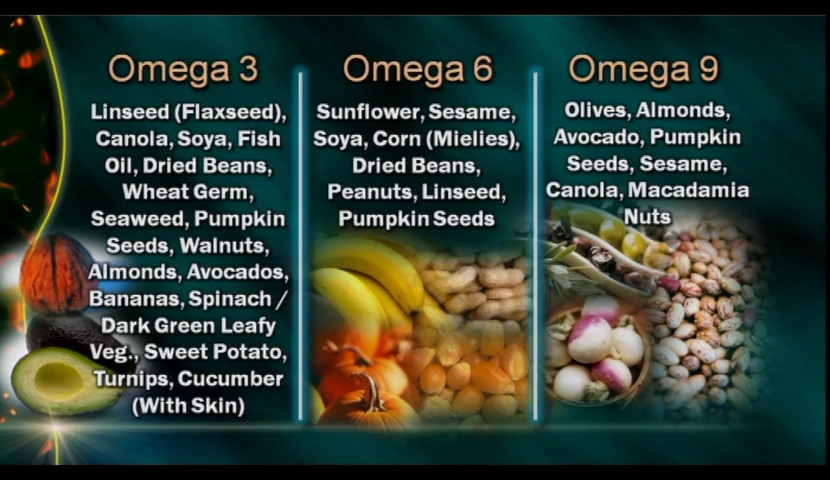 Omega 3
Linseed (Flaxseed),
Canola, Soya, Fish
Oil, Dried Beans,
Wheat Germ,
Seaweed, Pumpkin
Seeds, Walnuts,
Almonds, Avocados,
Bananas, Spinach /
Dark Green Leafy
Veg., Sweet Potato,
Turnips, Cucumber
(With Skin)
Omega 6
Sunflower, Sesame,
Soya, Corn (Mielies),
Dried Beans,
Peanuts, Linseed,
Pumpkin Seeds
Omega 9
Olives, Almonds,
Avocado, Pumpkin
Seeds, Sesame,
Canola, Macadamia
Nuts